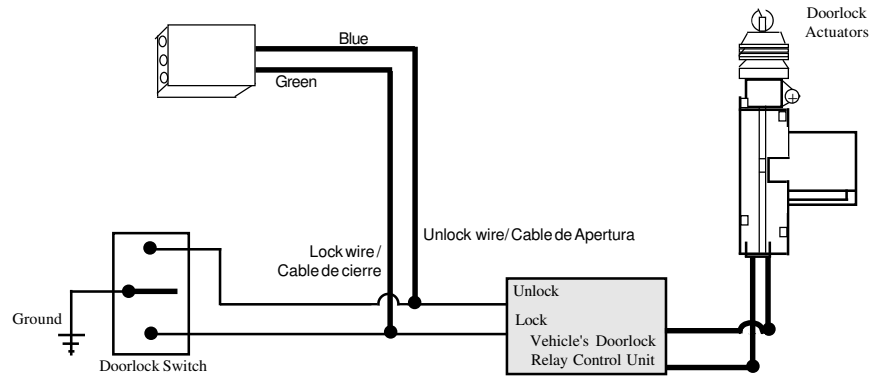 Doorlock
Actuators
Blue
Green
Unlock wire/ Cable de Apertura
Lock wire /
Cable de cierre
Unlock
Ground
Lock
Vehicle's Doorlock
Relay Control Unit
Doorlock Switch